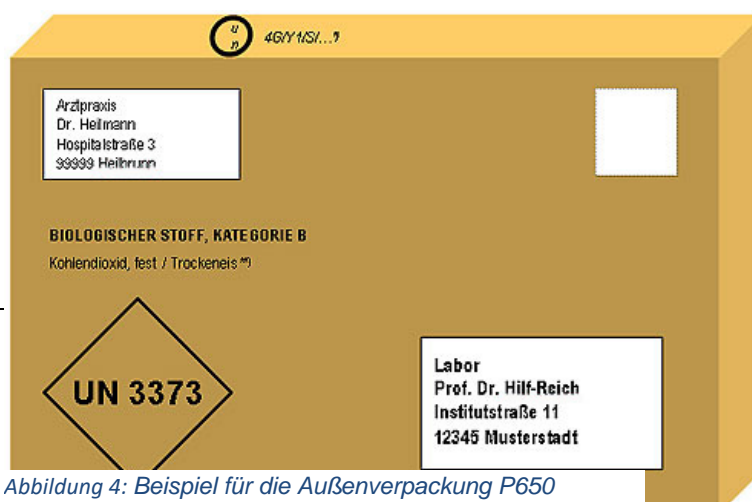 u
n 4G/Y1/S/...*)
Arztpraxis
Dr. Heilmann
Hospitalstraße 3
99999 Heilbrunn
BIOLOGISCHER STOFF, KATEGORIE B
Kohlendioxid, fest / Trockeneis **)
UN 3373
Labor
Prof. Dr. Hilf-Reich
Institutstraße 11
12345 Musterstadt
Abbildung 4: Beispiel für die Außenverpackung P650